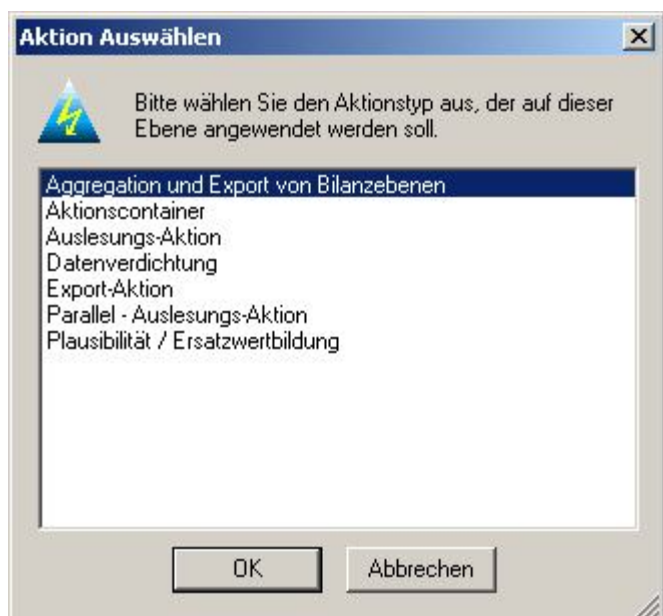 Aktion Auswählen
Bitte wählen Sie den Aktionstyp aus, der auf dieser
Ebene angewendet werden soll.
Aggregation und Export von Bilanzebenen
Aktionscontainer
Auslesungs-Aktion
Datenverdichtung
Export-Aktion
Parallel - Auslesungs-Aktion
Plausibilität / Ersatzwertbildung
OK
Abbrechen